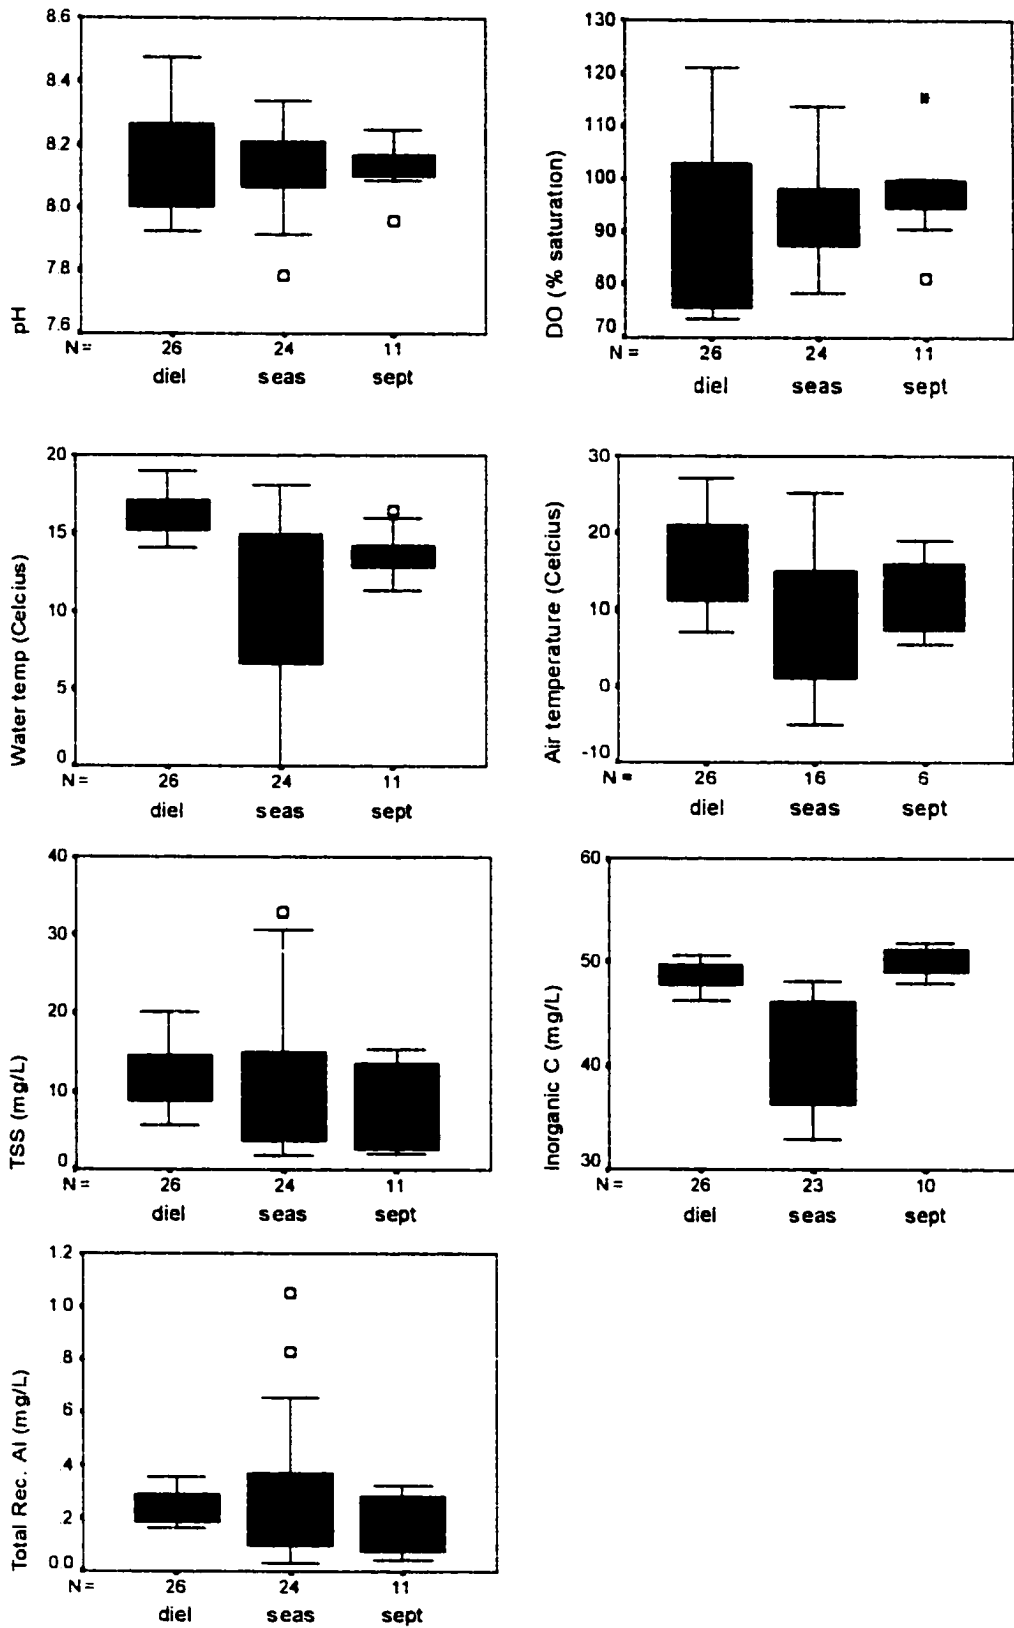 8.6
8.4
8.2
8.0
7.8
7.6
pH
N = 26 24 11
diel seas sept
130
120
110
100
90
80
70
DO (% saturation)
N = 26 24 11
diel seas sept
20
15
10
5
0
Water temp (Celcius)
N = 26 24 11
diel seas sept
30
20
10
0
-10
Air temperature (Celcius)
N = 26 16 6
diel seas sept
40
30
20
10
0
TSS (mg/L)
N = 26 24 11
diel seas sept
60
50
40
30
Inorganic C (mg/L)
N = 26 23 10
diel seas sept
1.2
1 0
8
6
.4
.2
0 0
Total Rec. Al (mg/L)
N = 26 24 11
diel seas sept